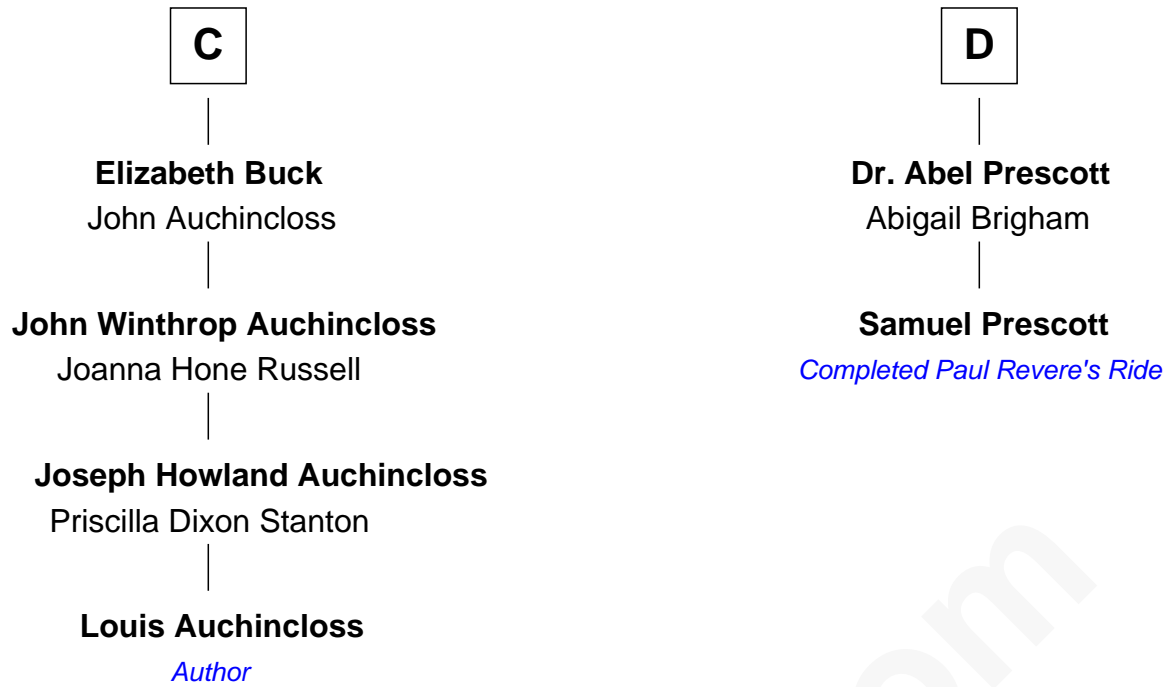 C
Elizabeth Buck
John Auchincloss
John Winthrop Auchincloss
Joanna Hone Russell
Joseph Howland Auchincloss
Priscilla Dixon Stanton
Louis Auchincloss
Author
D
Dr. Abel Prescott
Abigail Brigham
Samuel Prescott
Completed Paul Revere's Ride
om